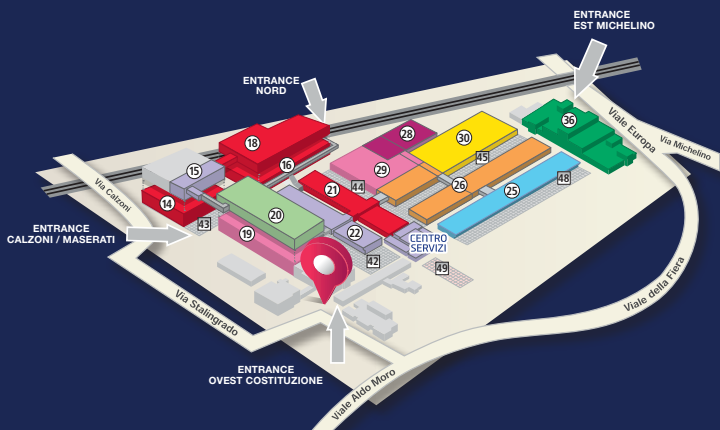 ENTRANCE
EST MICHELINO
ENTRANCE
NORD
36
Viale Europa
Via Michelino
28
30
18
16
45
29
15
44
26
21
25
48
Via Calzoni
14
20
43
22
19
CENTRO
SERVIZI
ENTRANCE
CALZONI / MASERATI
42
49
Via Stalingrado
Viale della Fiera
ENTRANCE
OVEST COSTITUZIONE
Viale Aldo Moro